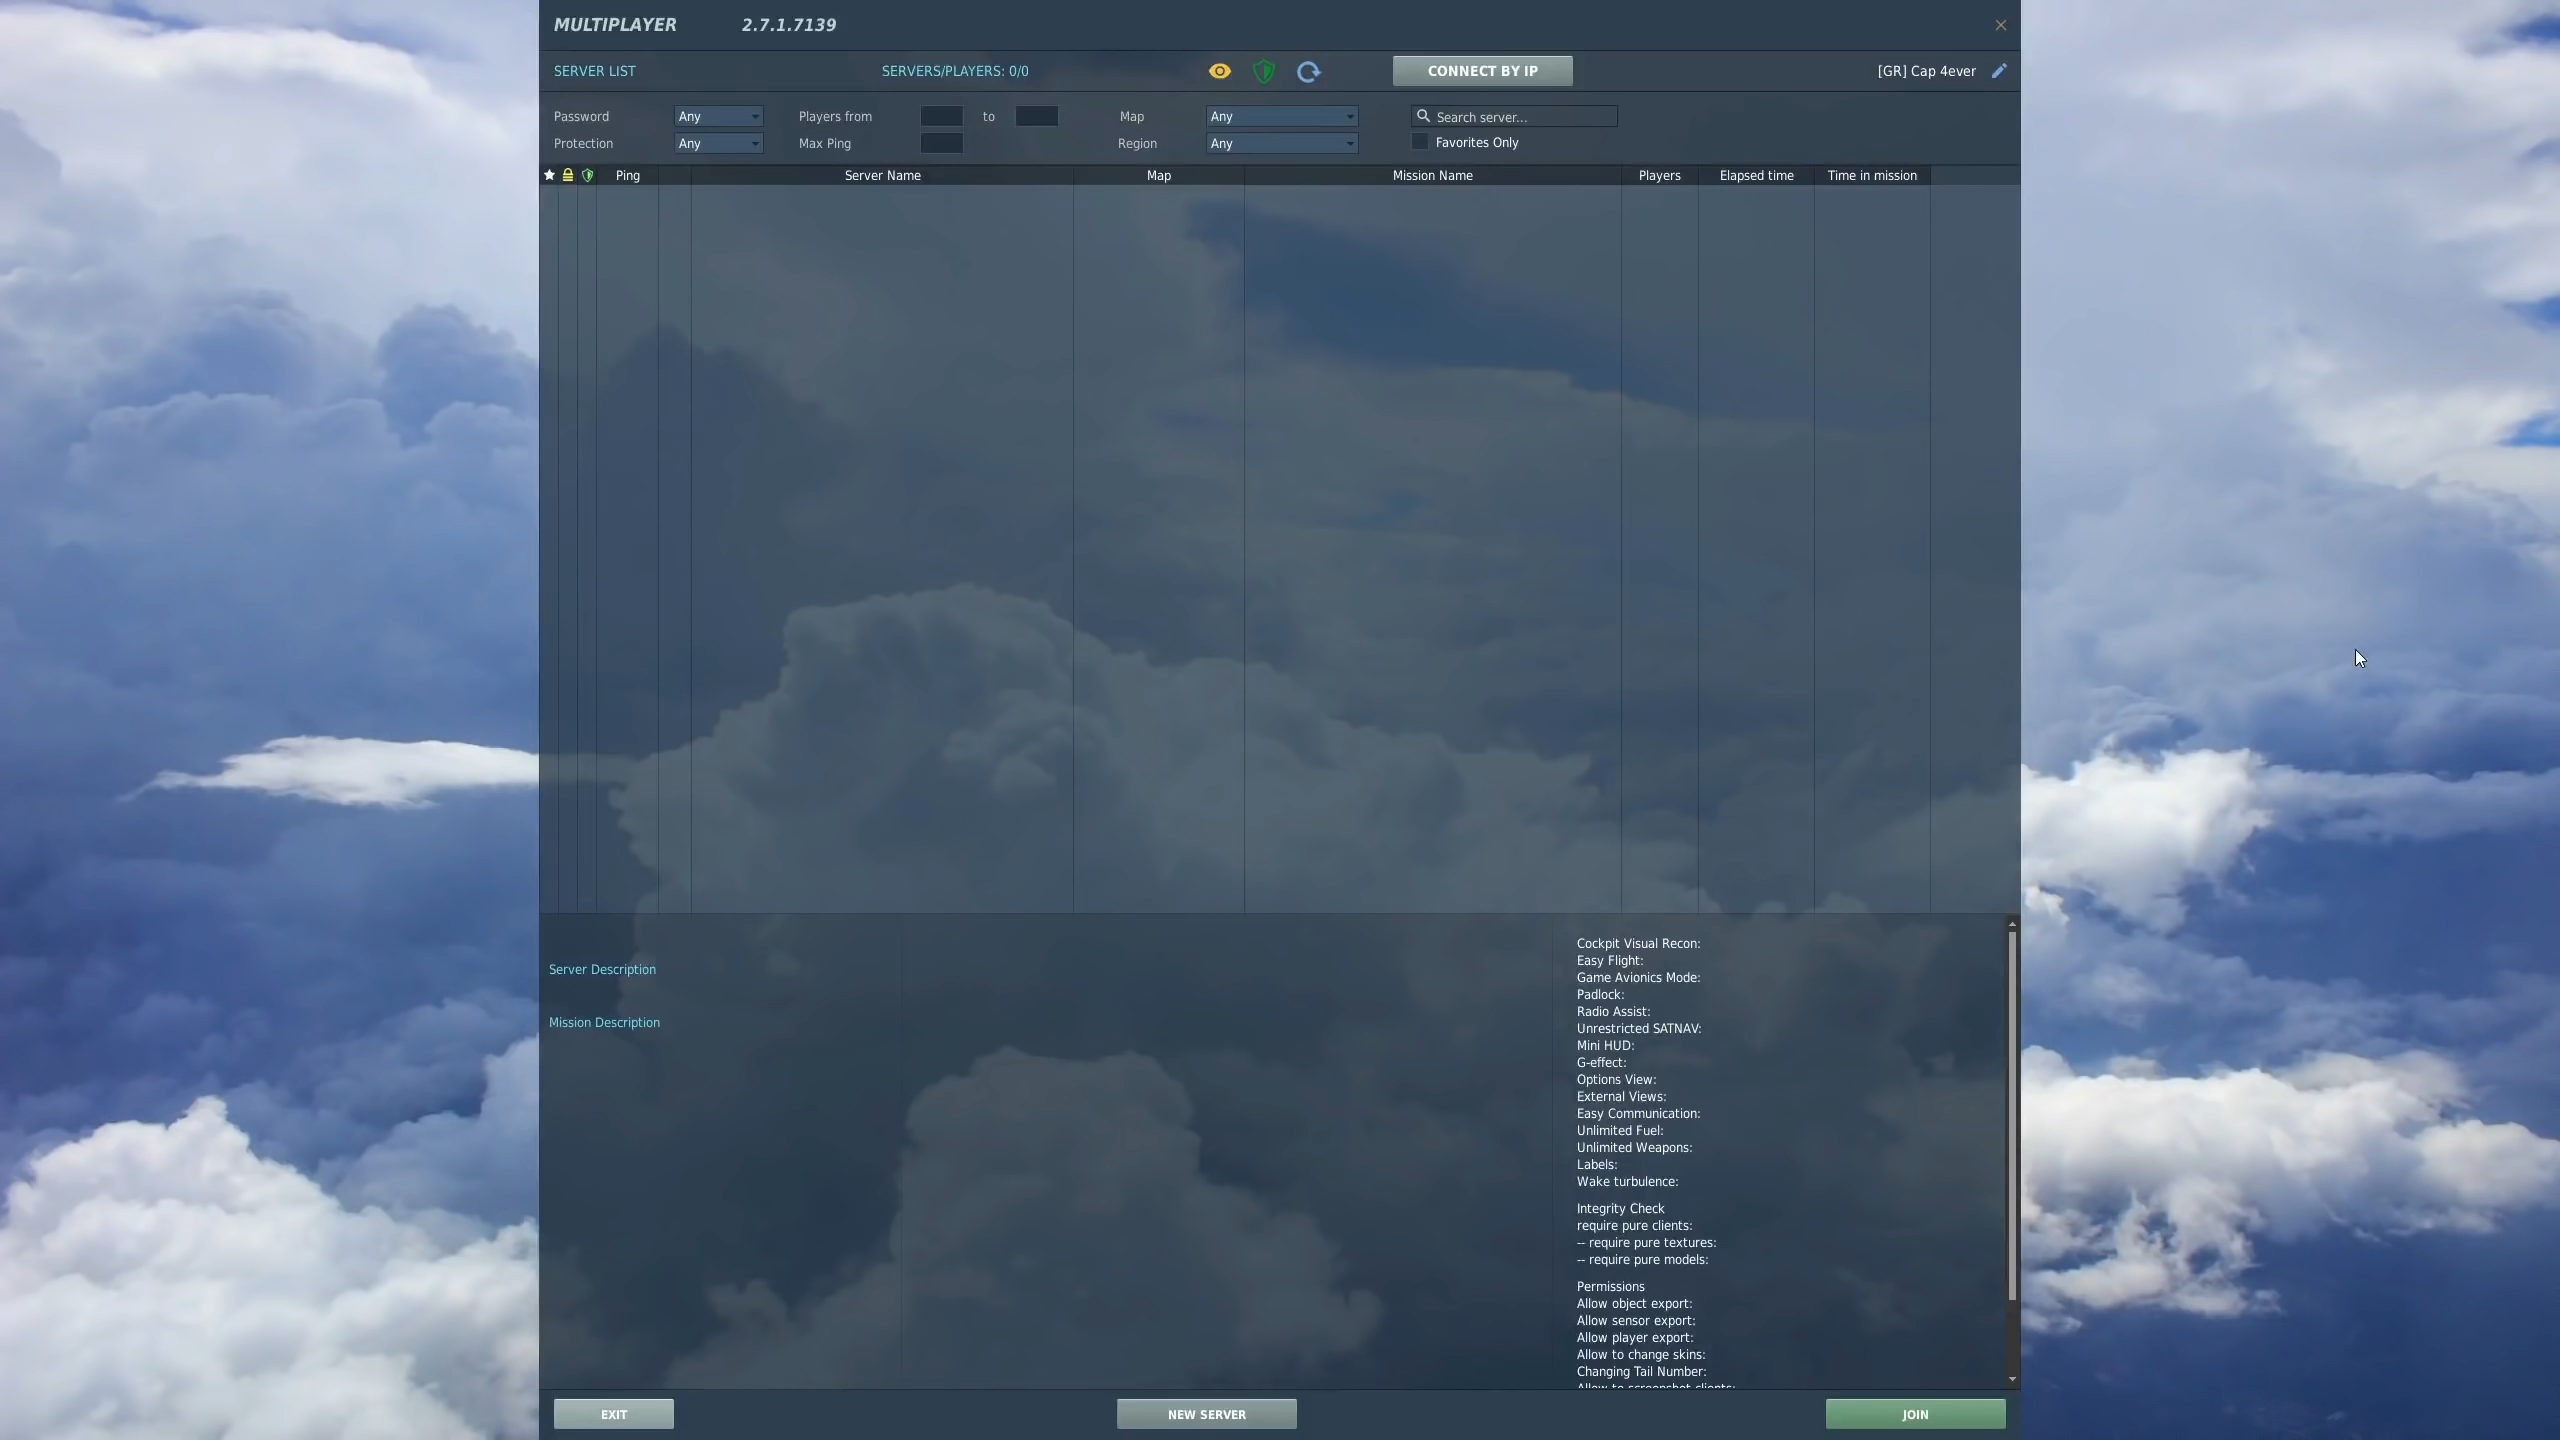 MULTIPLAYER 2.7.1.7139
SERVER LIST SERVERS/PLAYERS: 0/0 CONNECT BY IP [GR] Cap 4ever
Password Any Players from to Map Any Search server...
Protection Any Max Ping Region Any Favorites Only
Ping Server Name Map Mission Name Players Elapsed time Time in mission
Cockpit Visual Recon:
Easy Flight:
Server Description
Game Avionics Mode:
Padlock:
Radio Assist:
Mission Description
Unrestricted SATNAV:
Mini HUD:
G-effect:
Options View:
External Views:
Easy Communication:
Unlimited Fuel:
Unlimited Weapons:
Labels:
Wake turbulence:
Integrity Check
require pure clients:
-- require pure textures:
-- require pure models:
Permissions
Allow object export:
Allow sensor export:
Allow player export:
Allow to change skins:
Changing Tail Number:
Allow to screenshot clients:
EXIT NEW SERVER JOIN